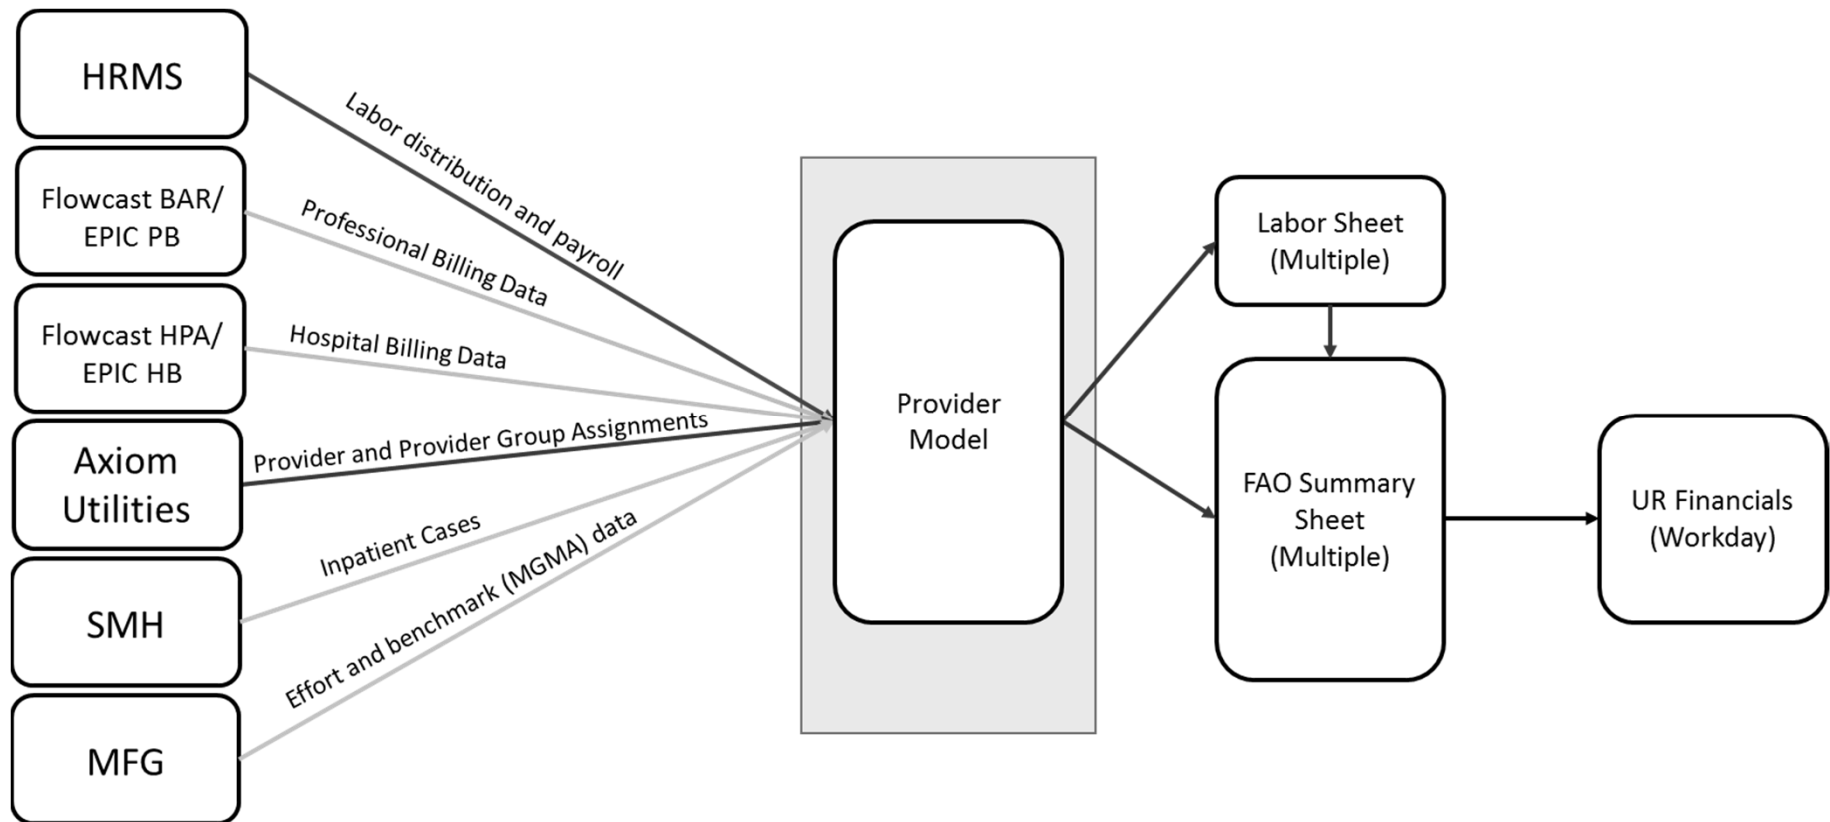 HRMS
Labor distribution and payroll
Flowcast BAR/
EPIC PB
Professional Billing Data
Flowcast HPA/
EPIC HB
Hospital Billing Data
Axiom
Utilities
Provider and Provider Group Assignments
SMH
Inpatient Cases
MFG
Effort and benchmark (MGMA) data
Provider
Model
Labor Sheet
(Multiple)
FAO Summary
Sheet
(Multiple)
UR Financials
(Workday)